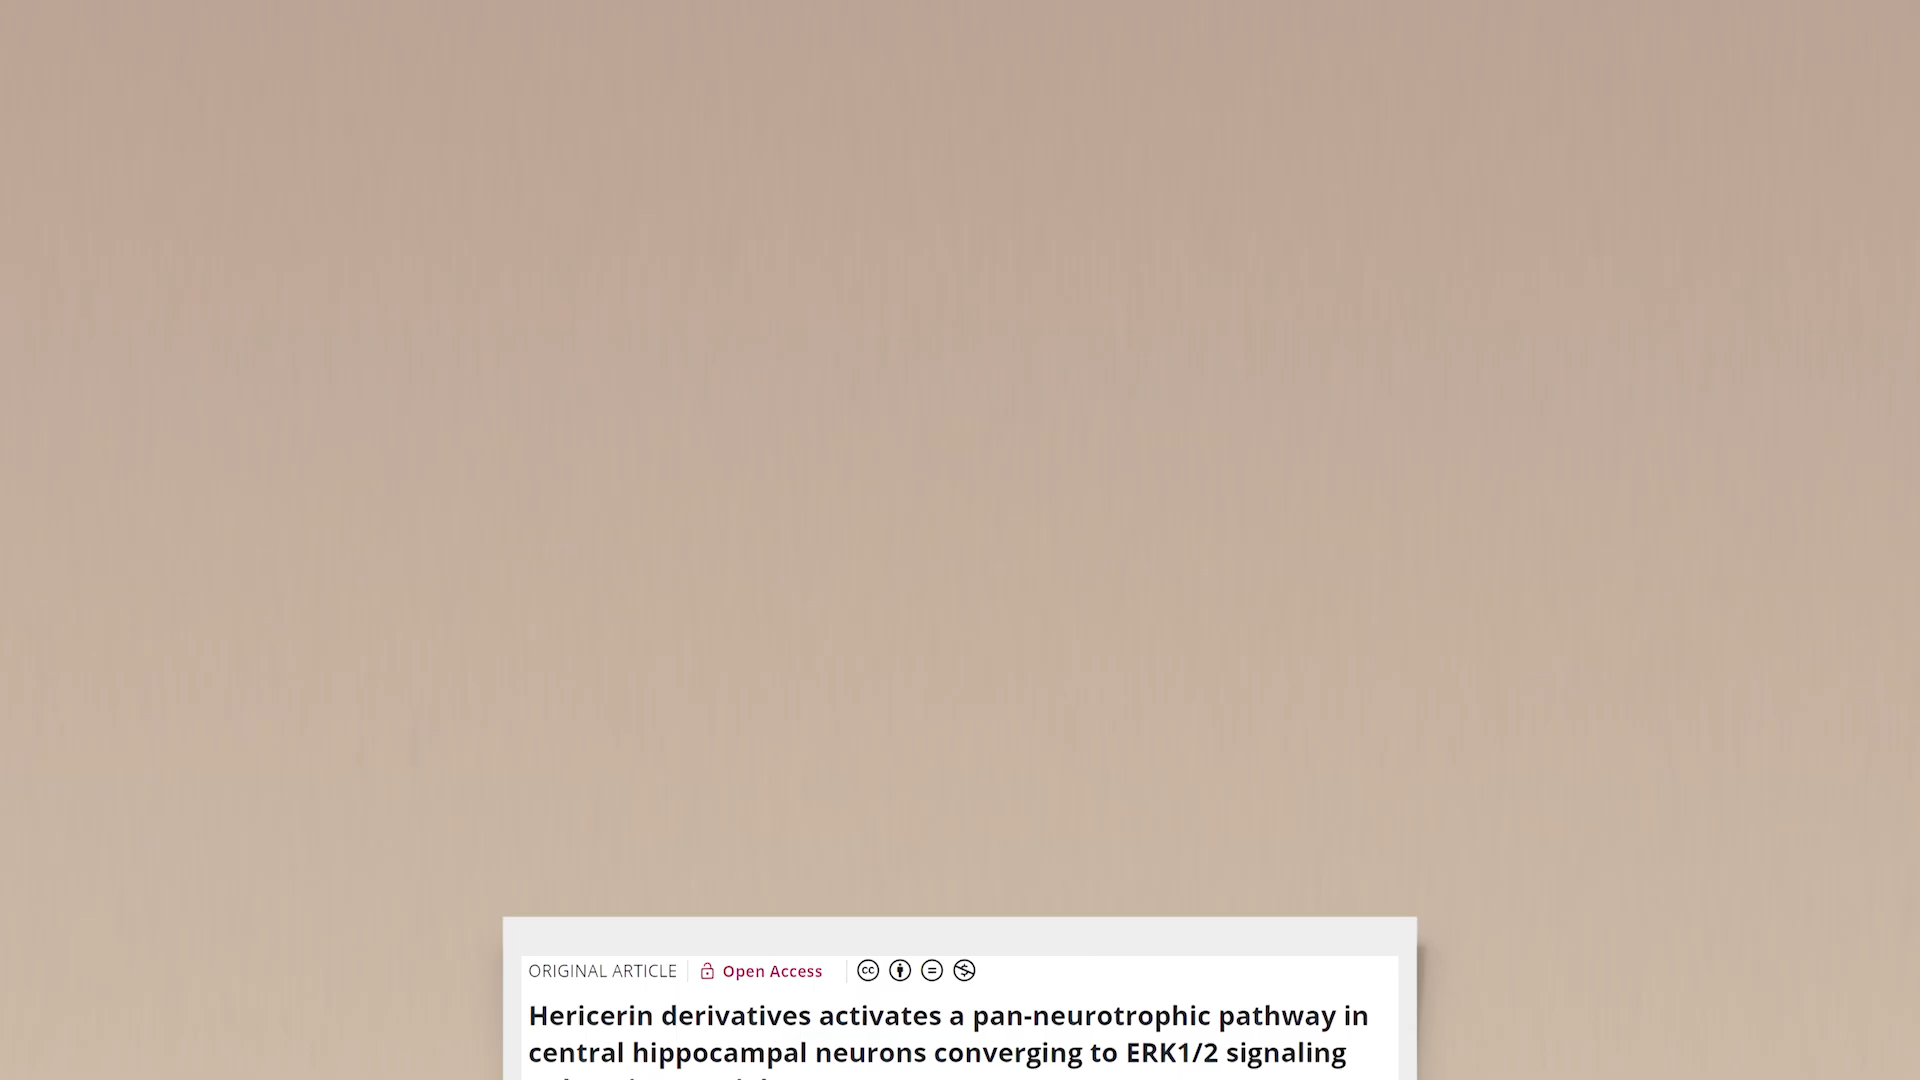 ORIGINAL ARTICLE Open Access
Hericerin derivatives activates a pan-neurotrophic pathway in
central hippocampal neurons converging to ERK1/2 signaling